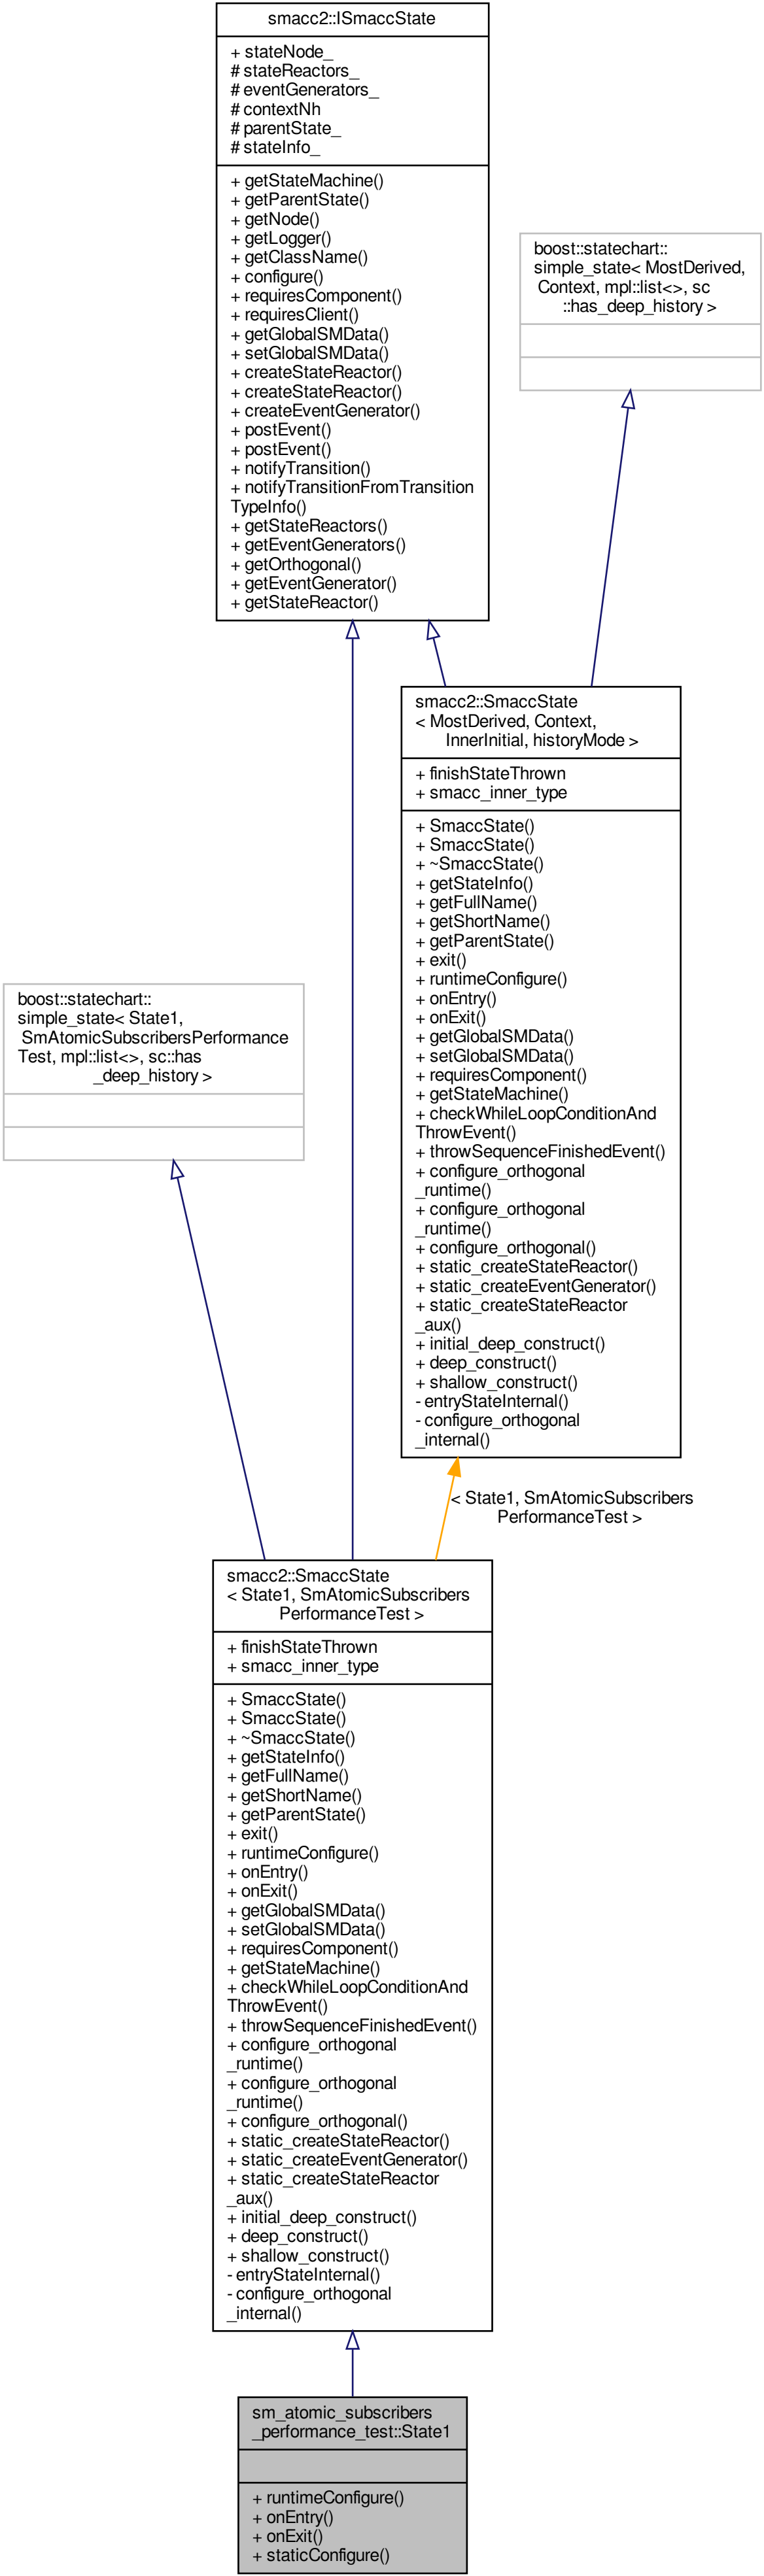 smacc2::ISmaccState
+ stateNode_
# stateReactors_
# eventGenerators_
# contextNh
# parentState_
# stateInfo_
+ getStateMachine()
+ getParentState()
+ getNode()
+ getLogger()
+ getClassName()
+ configure()
+ requiresComponent()
+ requiresClient()
+ getGlobalSMData()
+ setGlobalSMData()
+ createStateReactor()
+ createStateReactor()
+ createEventGenerator()
+ postEvent()
+ postEvent()
+ notifyTransition()
+ notifyTransitionFromTransition
TypeInfo()
+ getStateReactors()
+ getEventGenerators()
+ getOrthogonal()
+ getEventGenerator()
+ getStateReactor()
boost::statechart::
simple_state< MostDerived,
Context, mpl::list<>, sc
::has_deep_history >
smacc2::SmaccState
< MostDerived, Context,
InnerInitial, historyMode >
+ finishStateThrown
+ smacc_inner_type
+ SmaccState()
+ SmaccState()
+ ~SmaccState()
+ getStateInfo()
+ getFullName()
+ getShortName()
+ getParentState()
+ exit()
+ runtimeConfigure()
+ onEntry()
+ onExit()
+ getGlobalSMData()
+ setGlobalSMData()
+ requiresComponent()
+ getStateMachine()
+ checkWhileLoopConditionAnd
ThrowEvent()
+ throwSequenceFinishedEvent()
+ configure_orthogonal
_runtime()
+ configure_orthogonal
_runtime()
+ configure_orthogonal()
+ static_createStateReactor()
+ static_createEventGenerator()
+ static_createStateReactor
_aux()
+ initial_deep_construct()
+ deep_construct()
+ shallow_construct()
- entryStateInternal()
- configure_orthogonal
_internal()
boost::statechart::
simple_state< State1,
SmAtomicSubscribersPerformance
Test, mpl::list<>, sc::has
_deep_history >
< State1, SmAtomicSubscribers
PerformanceTest >
smacc2::SmaccState
< State1, SmAtomicSubscribers
PerformanceTest >
+ finishStateThrown
+ smacc_inner_type
+ SmaccState()
+ SmaccState()
+ ~SmaccState()
+ getStateInfo()
+ getFullName()
+ getShortName()
+ getParentState()
+ exit()
+ runtimeConfigure()
+ onEntry()
+ onExit()
+ getGlobalSMData()
+ setGlobalSMData()
+ requiresComponent()
+ getStateMachine()
+ checkWhileLoopConditionAnd
ThrowEvent()
+ throwSequenceFinishedEvent()
+ configure_orthogonal
_runtime()
+ configure_orthogonal
_runtime()
+ configure_orthogonal()
+ static_createStateReactor()
+ static_createEventGenerator()
+ static_createStateReactor
_aux()
+ initial_deep_construct()
+ deep_construct()
+ shallow_construct()
- entryStateInternal()
- configure_orthogonal
_internal()
sm_atomic_subscribers
_performance_test::State1
+ runtimeConfigure()
+ onEntry()
+ onExit()
+ staticConfigure()